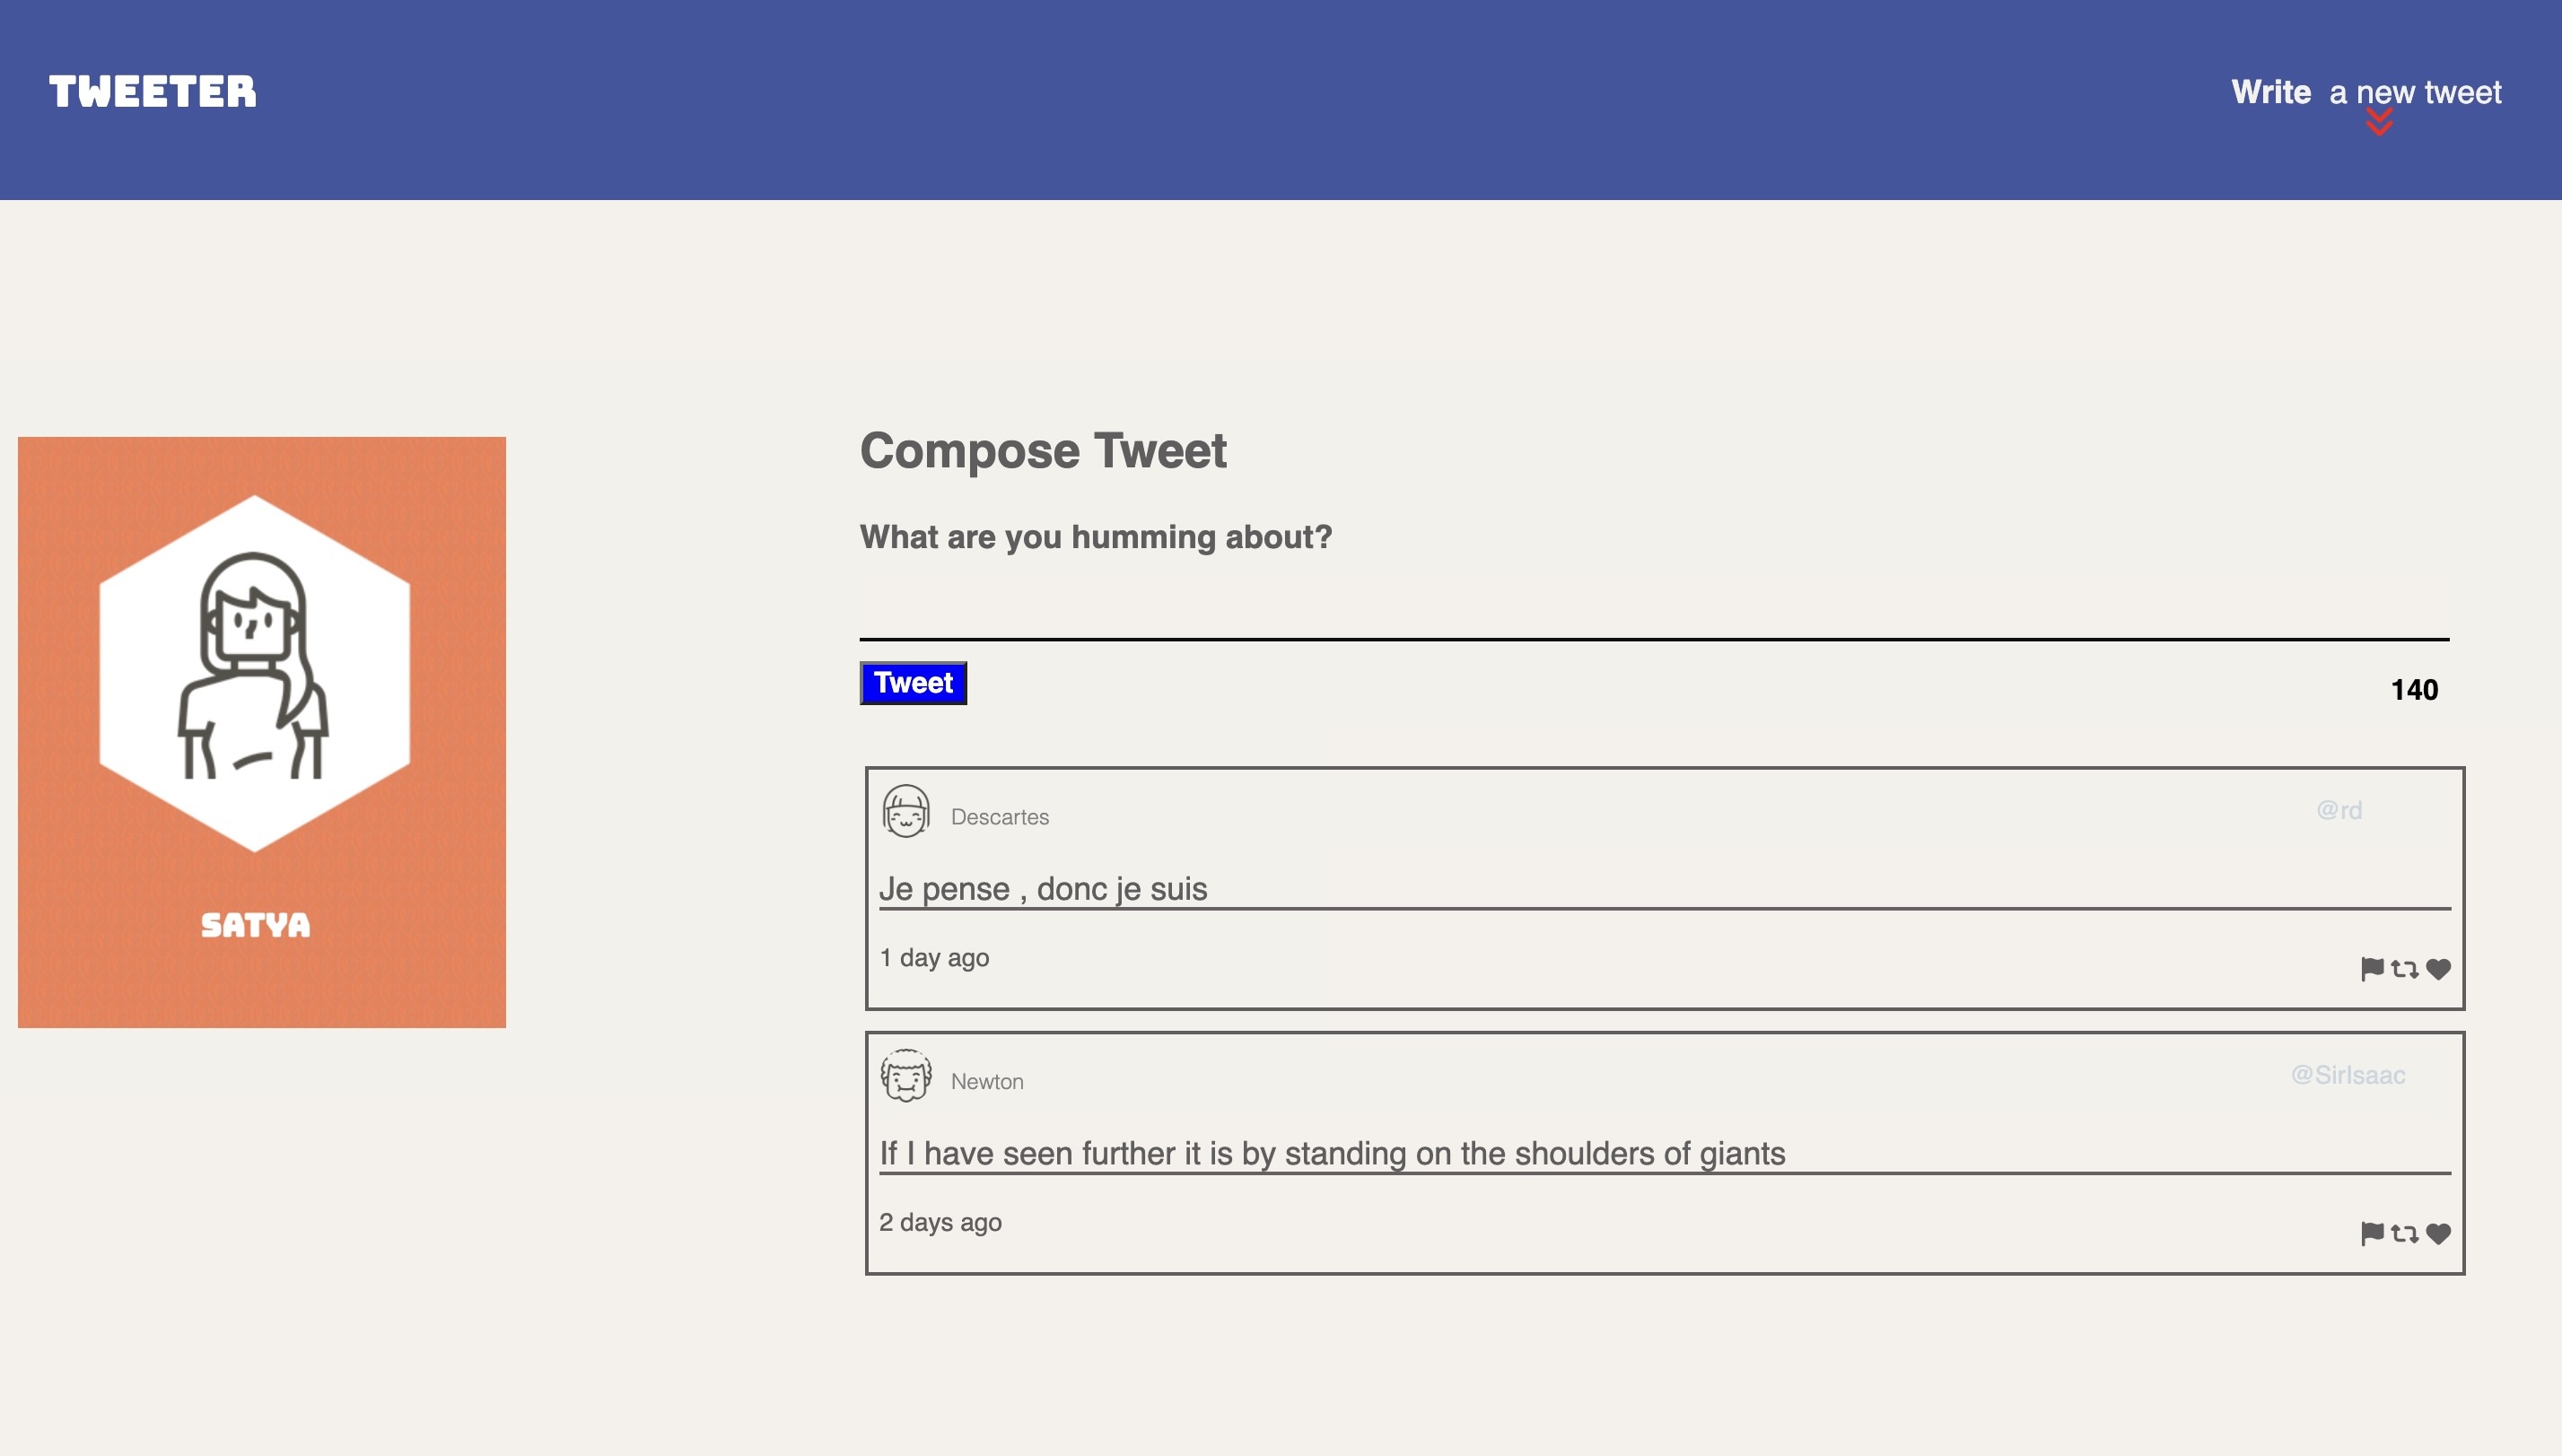 TWEETER
Write a new tweet
SATYA
Compose Tweet
What are you humming about?
Tweet
140
Descartes
@rd
Je pense , donc je suis
1 day ago
Newton
@SirIsaac
If I have seen further it is by standing on the shoulders of giants
2 days ago